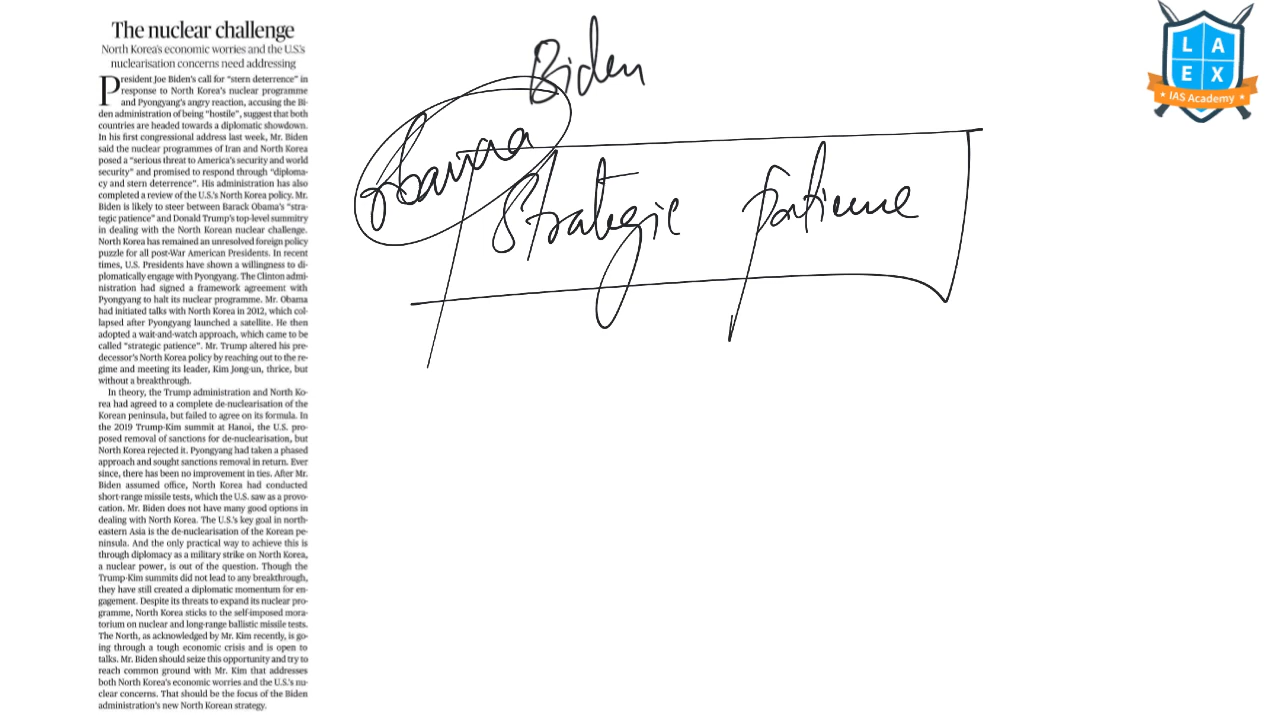 The nuclear challenge
North Korea's economic worries and the U.S.'s
nuclearisation concerns need addressing
President Joe Biden's call for "stern deterrence" in
response to North Korea's nuclear programme
and Pyongyang's angry reaction, accusing the Bi-
den administration of being "hostile", suggest that both
countries are headed towards a diplomatic showdown.
In his first congressional address last week, Mr. Biden
said the nuclear programmes of Iran and North Korea
posed a "serious threat to America's security and world
security" and promised to respond through "diploma-
cy and stern deterrence". His administration has also
completed a review of the U.S.'s North Korea policy. Mr.
Biden is likely to steer between Barack Obama's "stra-
tegic patience" and Donald Trump's top-level summitry
in dealing with the North Korean nuclear challenge.
North Korea has remained an unresolved foreign policy
puzzle for all post-War American Presidents. In recent
times, U.S. Presidents have shown a willingness to di-
plomatically engage with Pyongyang. The Clinton admi-
nistration had signed a framework agreement with
Pyongyang to halt its nuclear programme. Mr. Obama
had initiated talks with North Korea in 2012, which col-
lapsed after Pyongyang launched a satellite. He then
adopted a wait-and-watch approach, which came to be
called "strategic patience". Mr. Trump altered his pre-
decessor's North Korea policy by reaching out to the re-
gime and meeting its leader, Kim Jong-un, thrice, but
without a breakthrough.
In theory, the Trump administration and North Ko-
rea had agreed to a complete de-nuclearisation of the
Korean peninsula, but failed to agree on its formula. In
the 2019 Trump-Kim summit at Hanoi, the U.S. pro-
posed removal of sanctions for de-nuclearisation, but
North Korea rejected it. Pyongyang had taken a phased
approach and sought sanctions removal in return. Ever
since, there has been no improvement in ties. After Mr.
Biden assumed office, North Korea had conducted
short-range missile tests, which the U.S. saw as a provo-
cation. Mr. Biden does not have many good options in
dealing with North Korea. The U.S.'s key goal in north-
eastern Asia is the de-nuclearisation of the Korean pe-
ninsula. And the only practical way to achieve this is
through diplomacy as a military strike on North Korea,
a nuclear power, is out of the question. Though the
Trump-Kim summits did not lead to any breakthrough,
they have still created a diplomatic momentum for en-
gagement. Despite its threats to expand its nuclear pro-
gramme, North Korea sticks to the self-imposed mora-
torium on nuclear and long-range ballistic missile tests.
The North, as acknowledged by Mr. Kim recently, is go-
ing through a tough economic crisis and is open to
talks. Mr. Biden should seize this opportunity and try to
reach common ground with Mr. Kim that addresses
both North Korea's economic worries and the U.S.'s nu-
clear concerns. That should be the focus of the Biden
administration's new North Korean strategy.
Biden
Obama
Strategic patience
L A
E X
IAS Academy